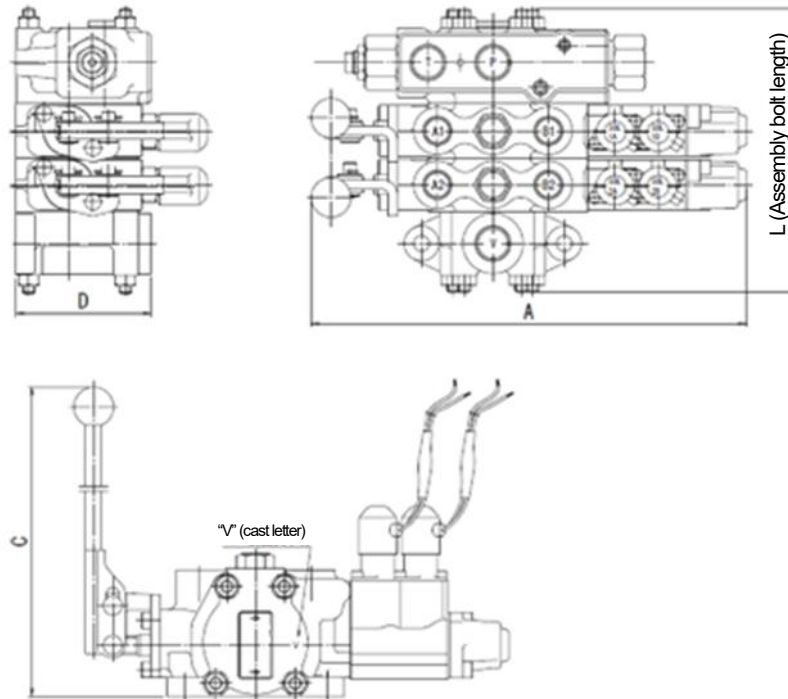 T
P
A1
B1
A2
B2
V
D
A
L (Assembly bolt length)
C
“V” (cast letter)
V